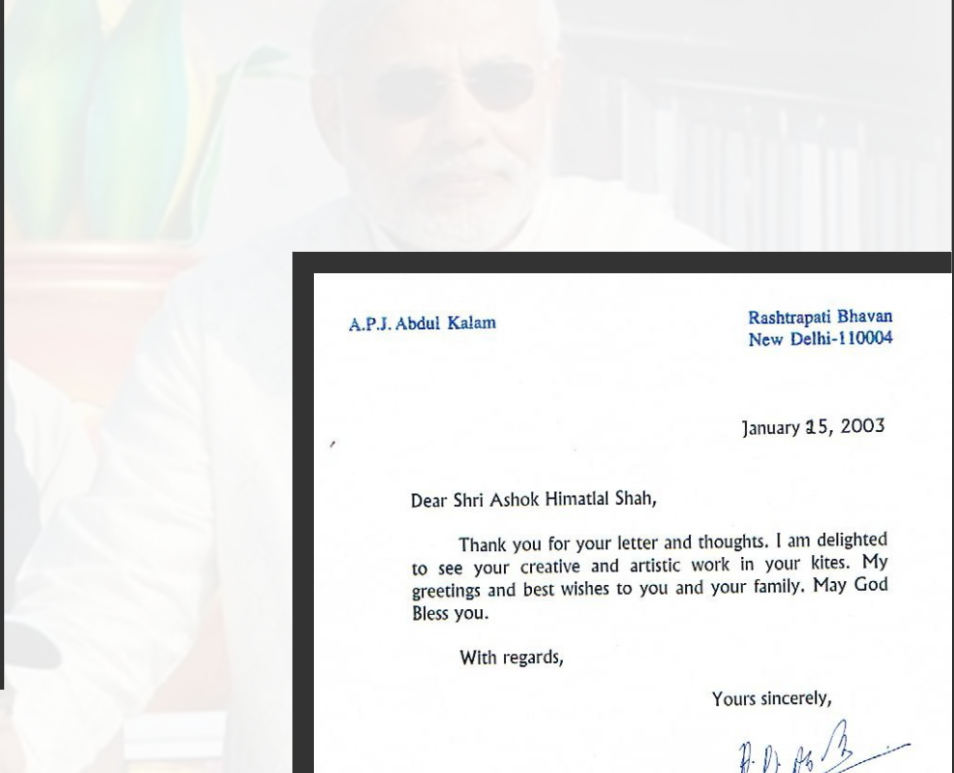 A.P.J. Abdul Kalam
Rashtrapati Bhavan
New Delhi-110004
January 15, 2003
Dear Shri Ashok Himatlal Shah,
Thank you for your letter and thoughts. I am delighted
to see your creative and artistic work in your kites. My
greetings and best wishes to you and your family. May God
Bless you.
With regards,
Yours sincerely,